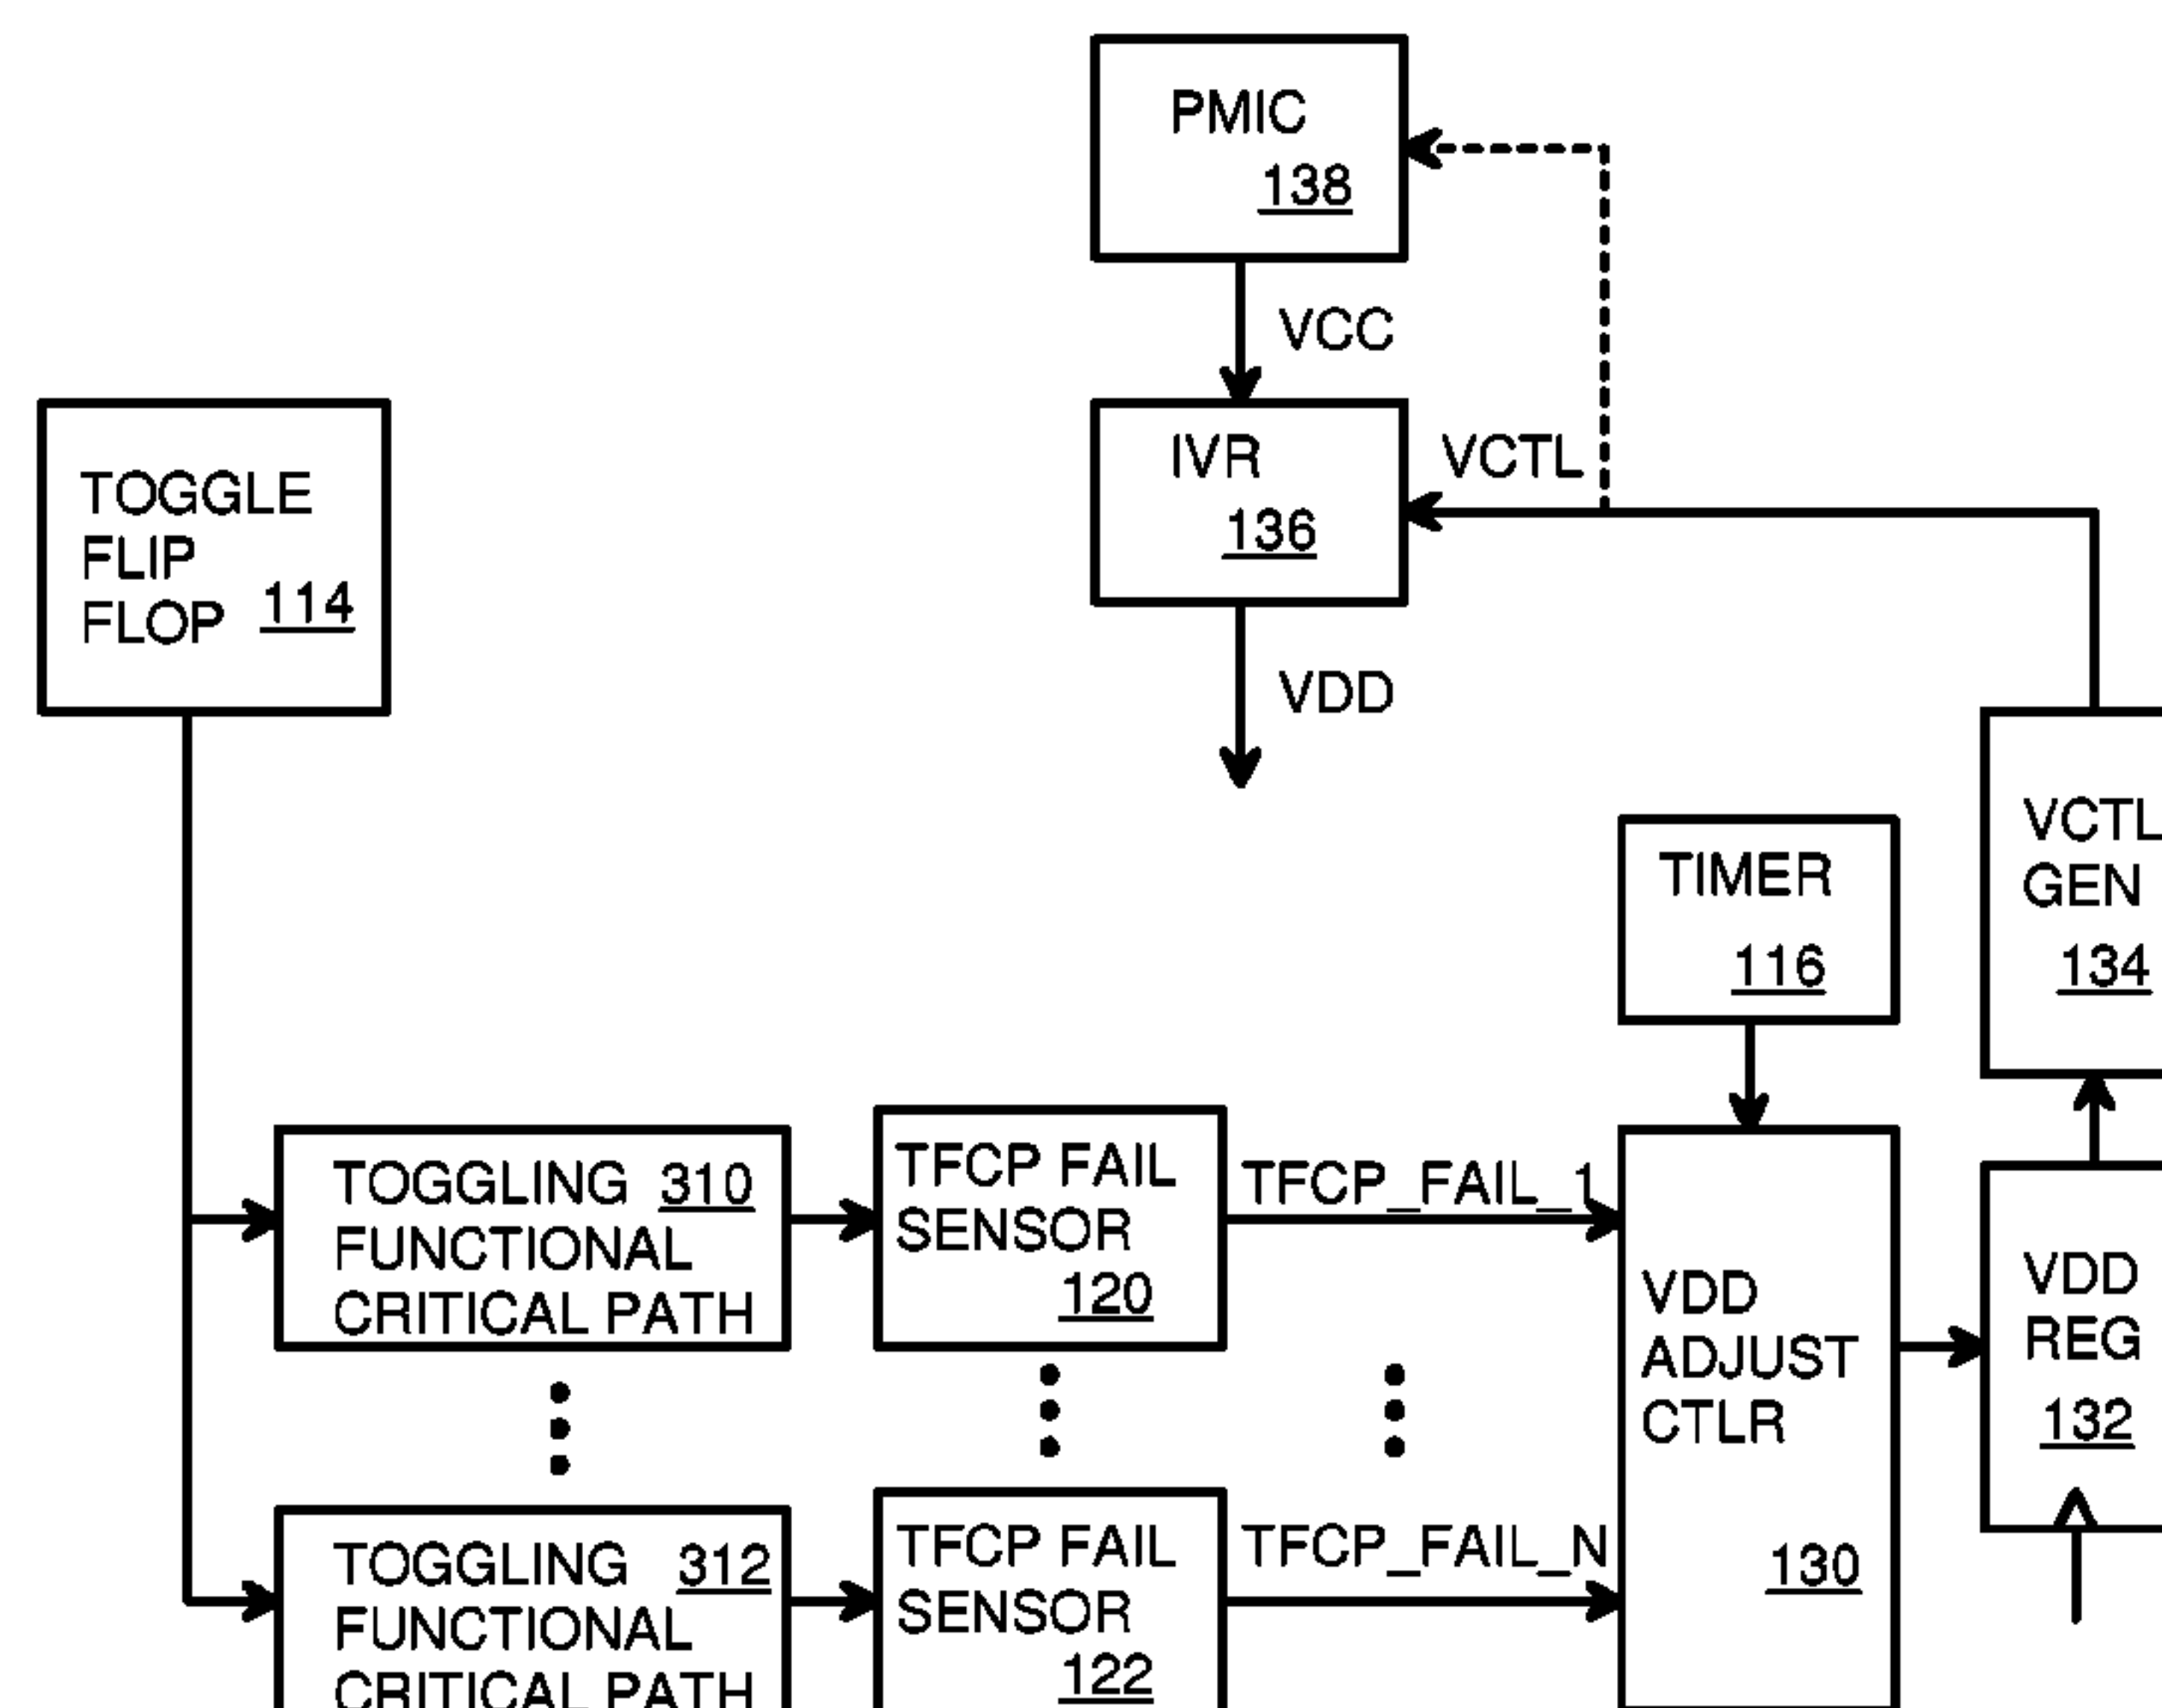 PMIC
138
VCC
TOGGLE
FLIP
FLOP 114
IVR
136
VCTL
VDD
TIMER
116
VCTL
GEN
134
TOGGLING 310
FUNCTIONAL
CRITICAL PATH
TFCP FAIL
SENSOR
120
TFCP_FAIL_1
VDD
ADJUST
CTLR
130
VDD
REG
132
TOGGLING 312
FUNCTIONAL
CRITICAL PATH
TFCP FAIL
SENSOR
122
TFCP_FAIL_N